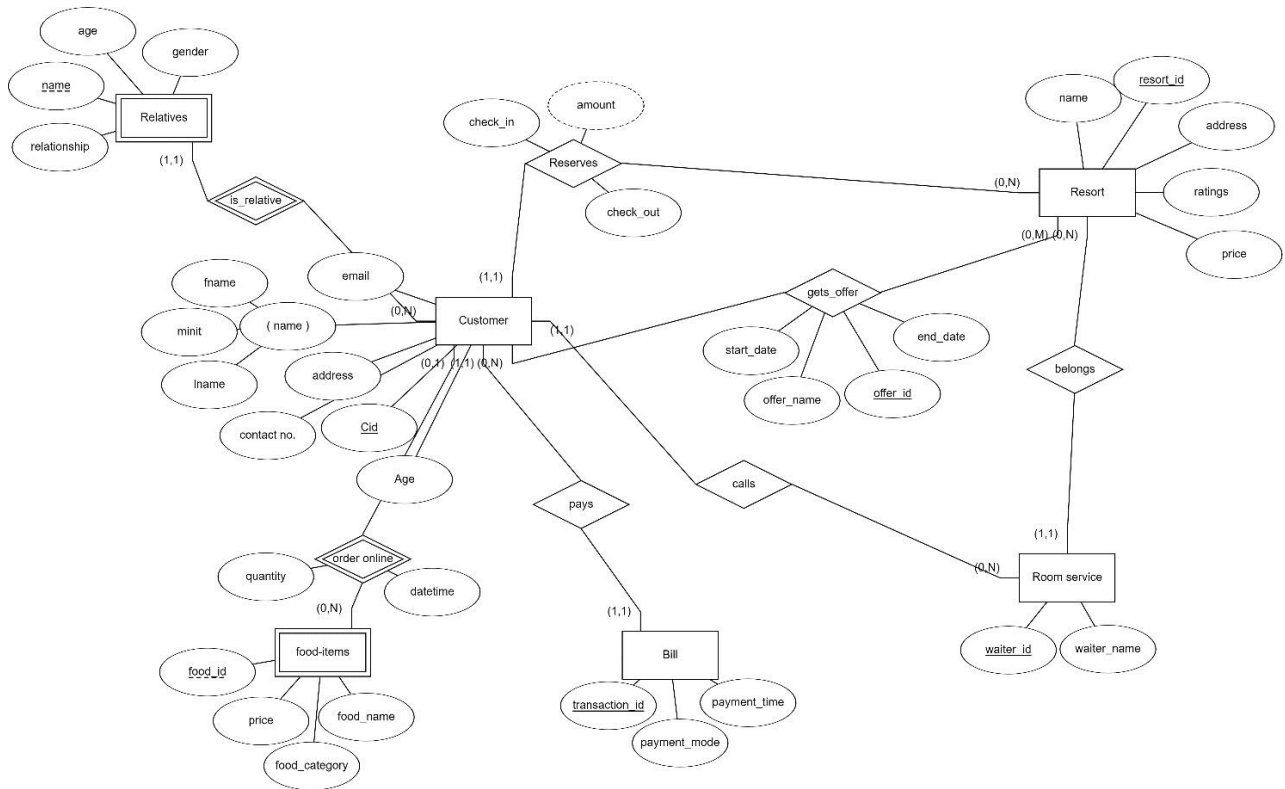 age
gender
name
Relatives
relationship
(1,1)
is_relative
check_in
amount
Reserves
check_out
name
resort_id
address
(0,N)
Resort
ratings
price
(0,M)
(0,N)
email
fname
minit
( name )
lname
address
contact no.
Cid
Age
(0,N)
(1,1)
Customer
(1,1)
(0,1)
(1,1)
(0,N)
gets_offer
start_date
end_date
offer_name
offer_id
belongs
pays
calls
order online
quantity
datetime
(0,N)
food-items
food_id
price
food_name
food_category
(1,1)
Bill
transaction_id
payment_time
payment_mode
(1,1)
(0,N)
Room service
waiter_id
waiter_name